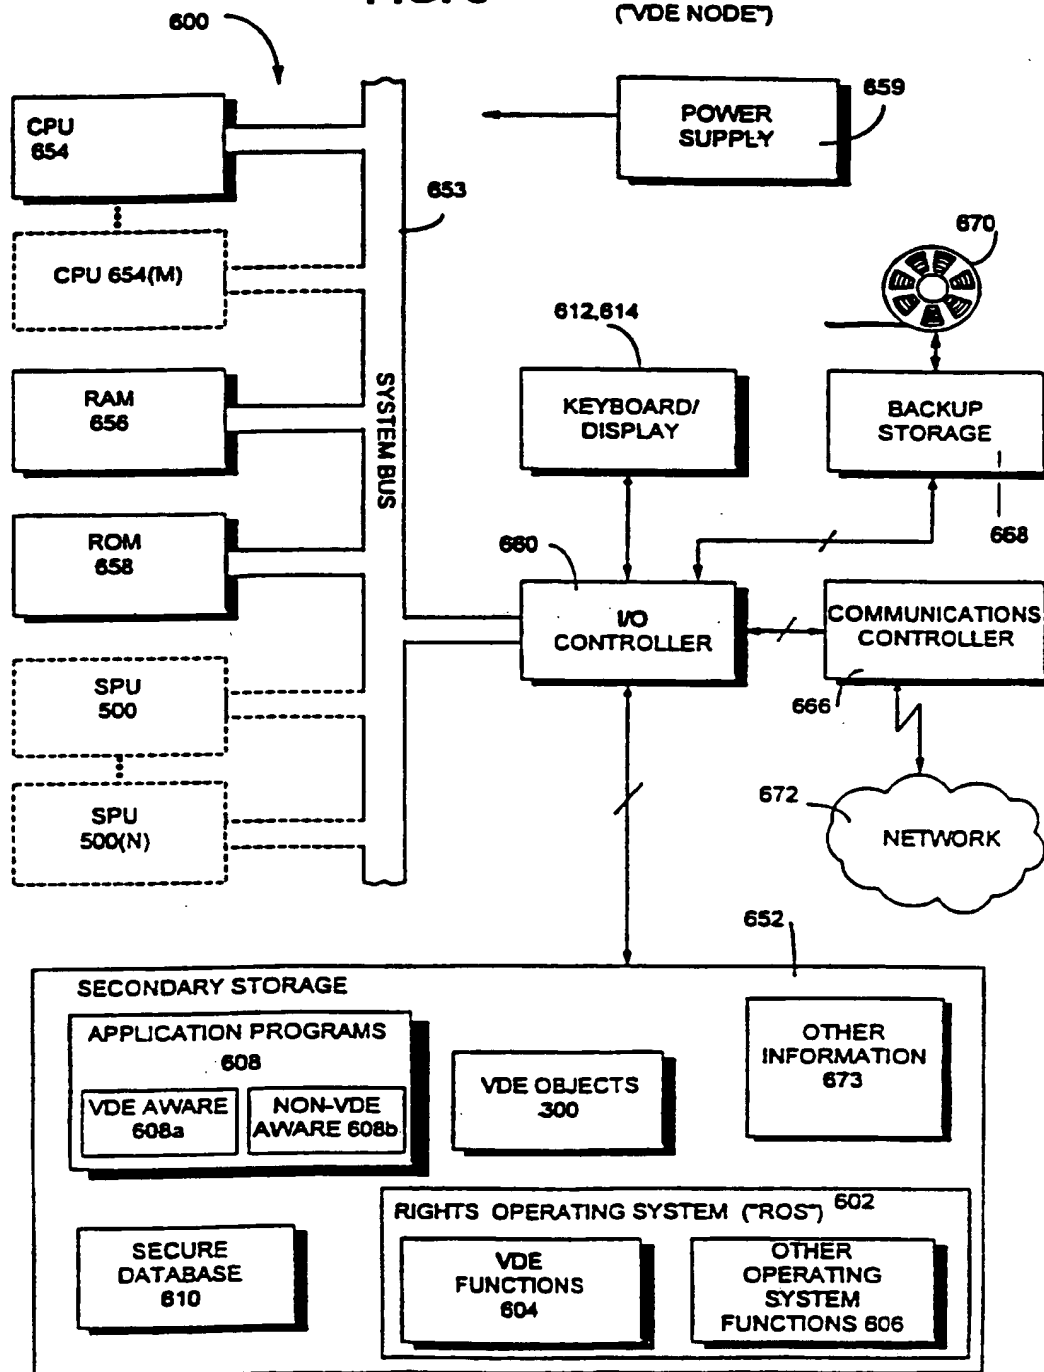 ("VDE NODE")
600
CPU
654
CPU 654(M)
RAM
656
ROM
658
SPU
500
SPU
500(N)
SYSTEM BUS
653
POWER
SUPPLY
659
670
612,614
KEYBOARD/
DISPLAY
BACKUP
STORAGE
668
660
I/O
CONTROLLER
COMMUNICATIONS
CONTROLLER
666
672
NETWORK
652
SECONDARY STORAGE
APPLICATION PROGRAMS
608
VDE AWARE
608a
NON-VDE
AWARE 608b
VDE OBJECTS
300
OTHER
INFORMATION
673
SECURE
DATABASE
610
RIGHTS OPERATING SYSTEM ("ROS") 602
VDE
FUNCTIONS
604
OTHER
OPERATING
SYSTEM
FUNCTIONS 606